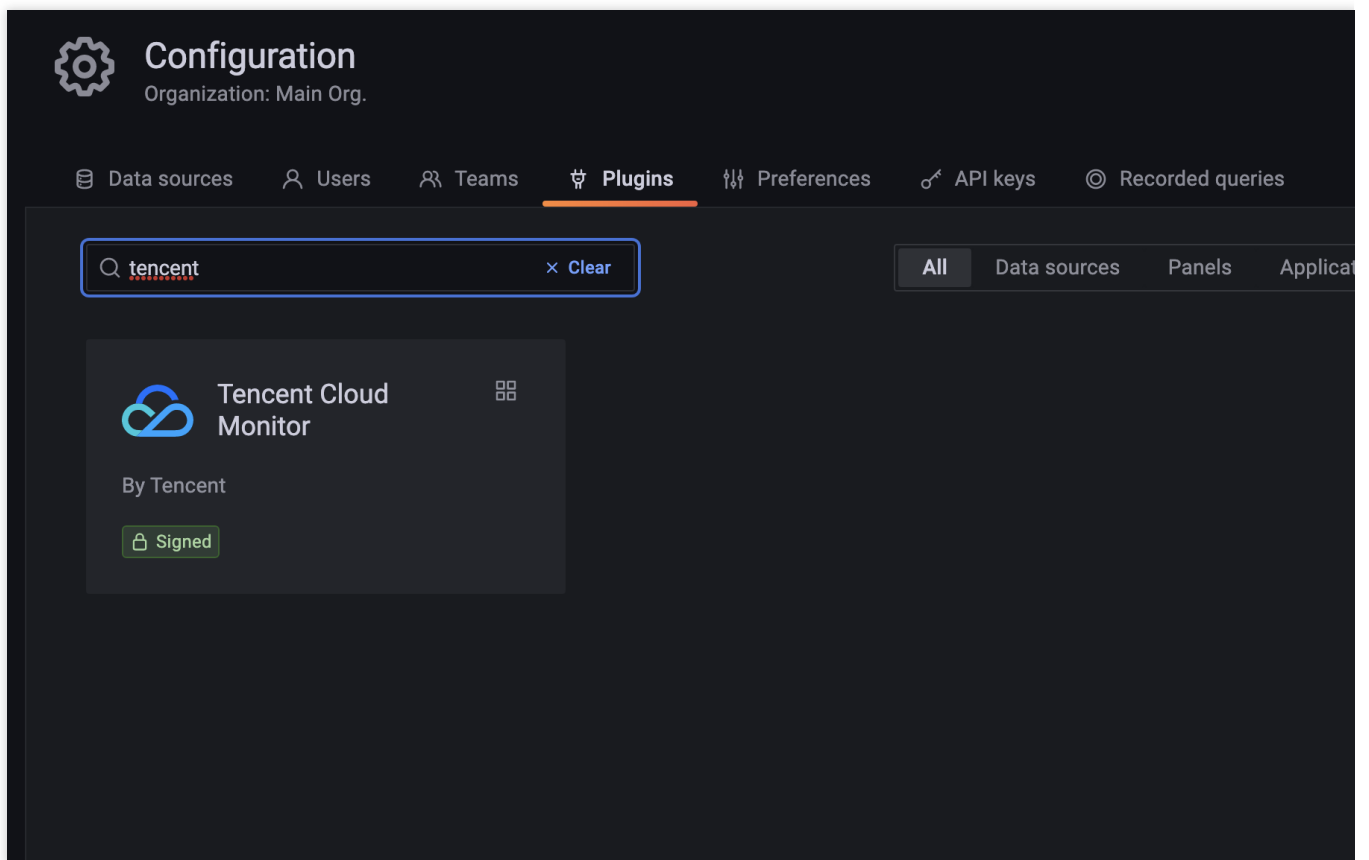 Configuration
Organization: Main Org.
Data sources Users Teams Plugins Preferences API keys Recorded queries
tencent Clear
All Data sources Panels Applicat
Tencent Cloud
Monitor
By Tencent
Signed